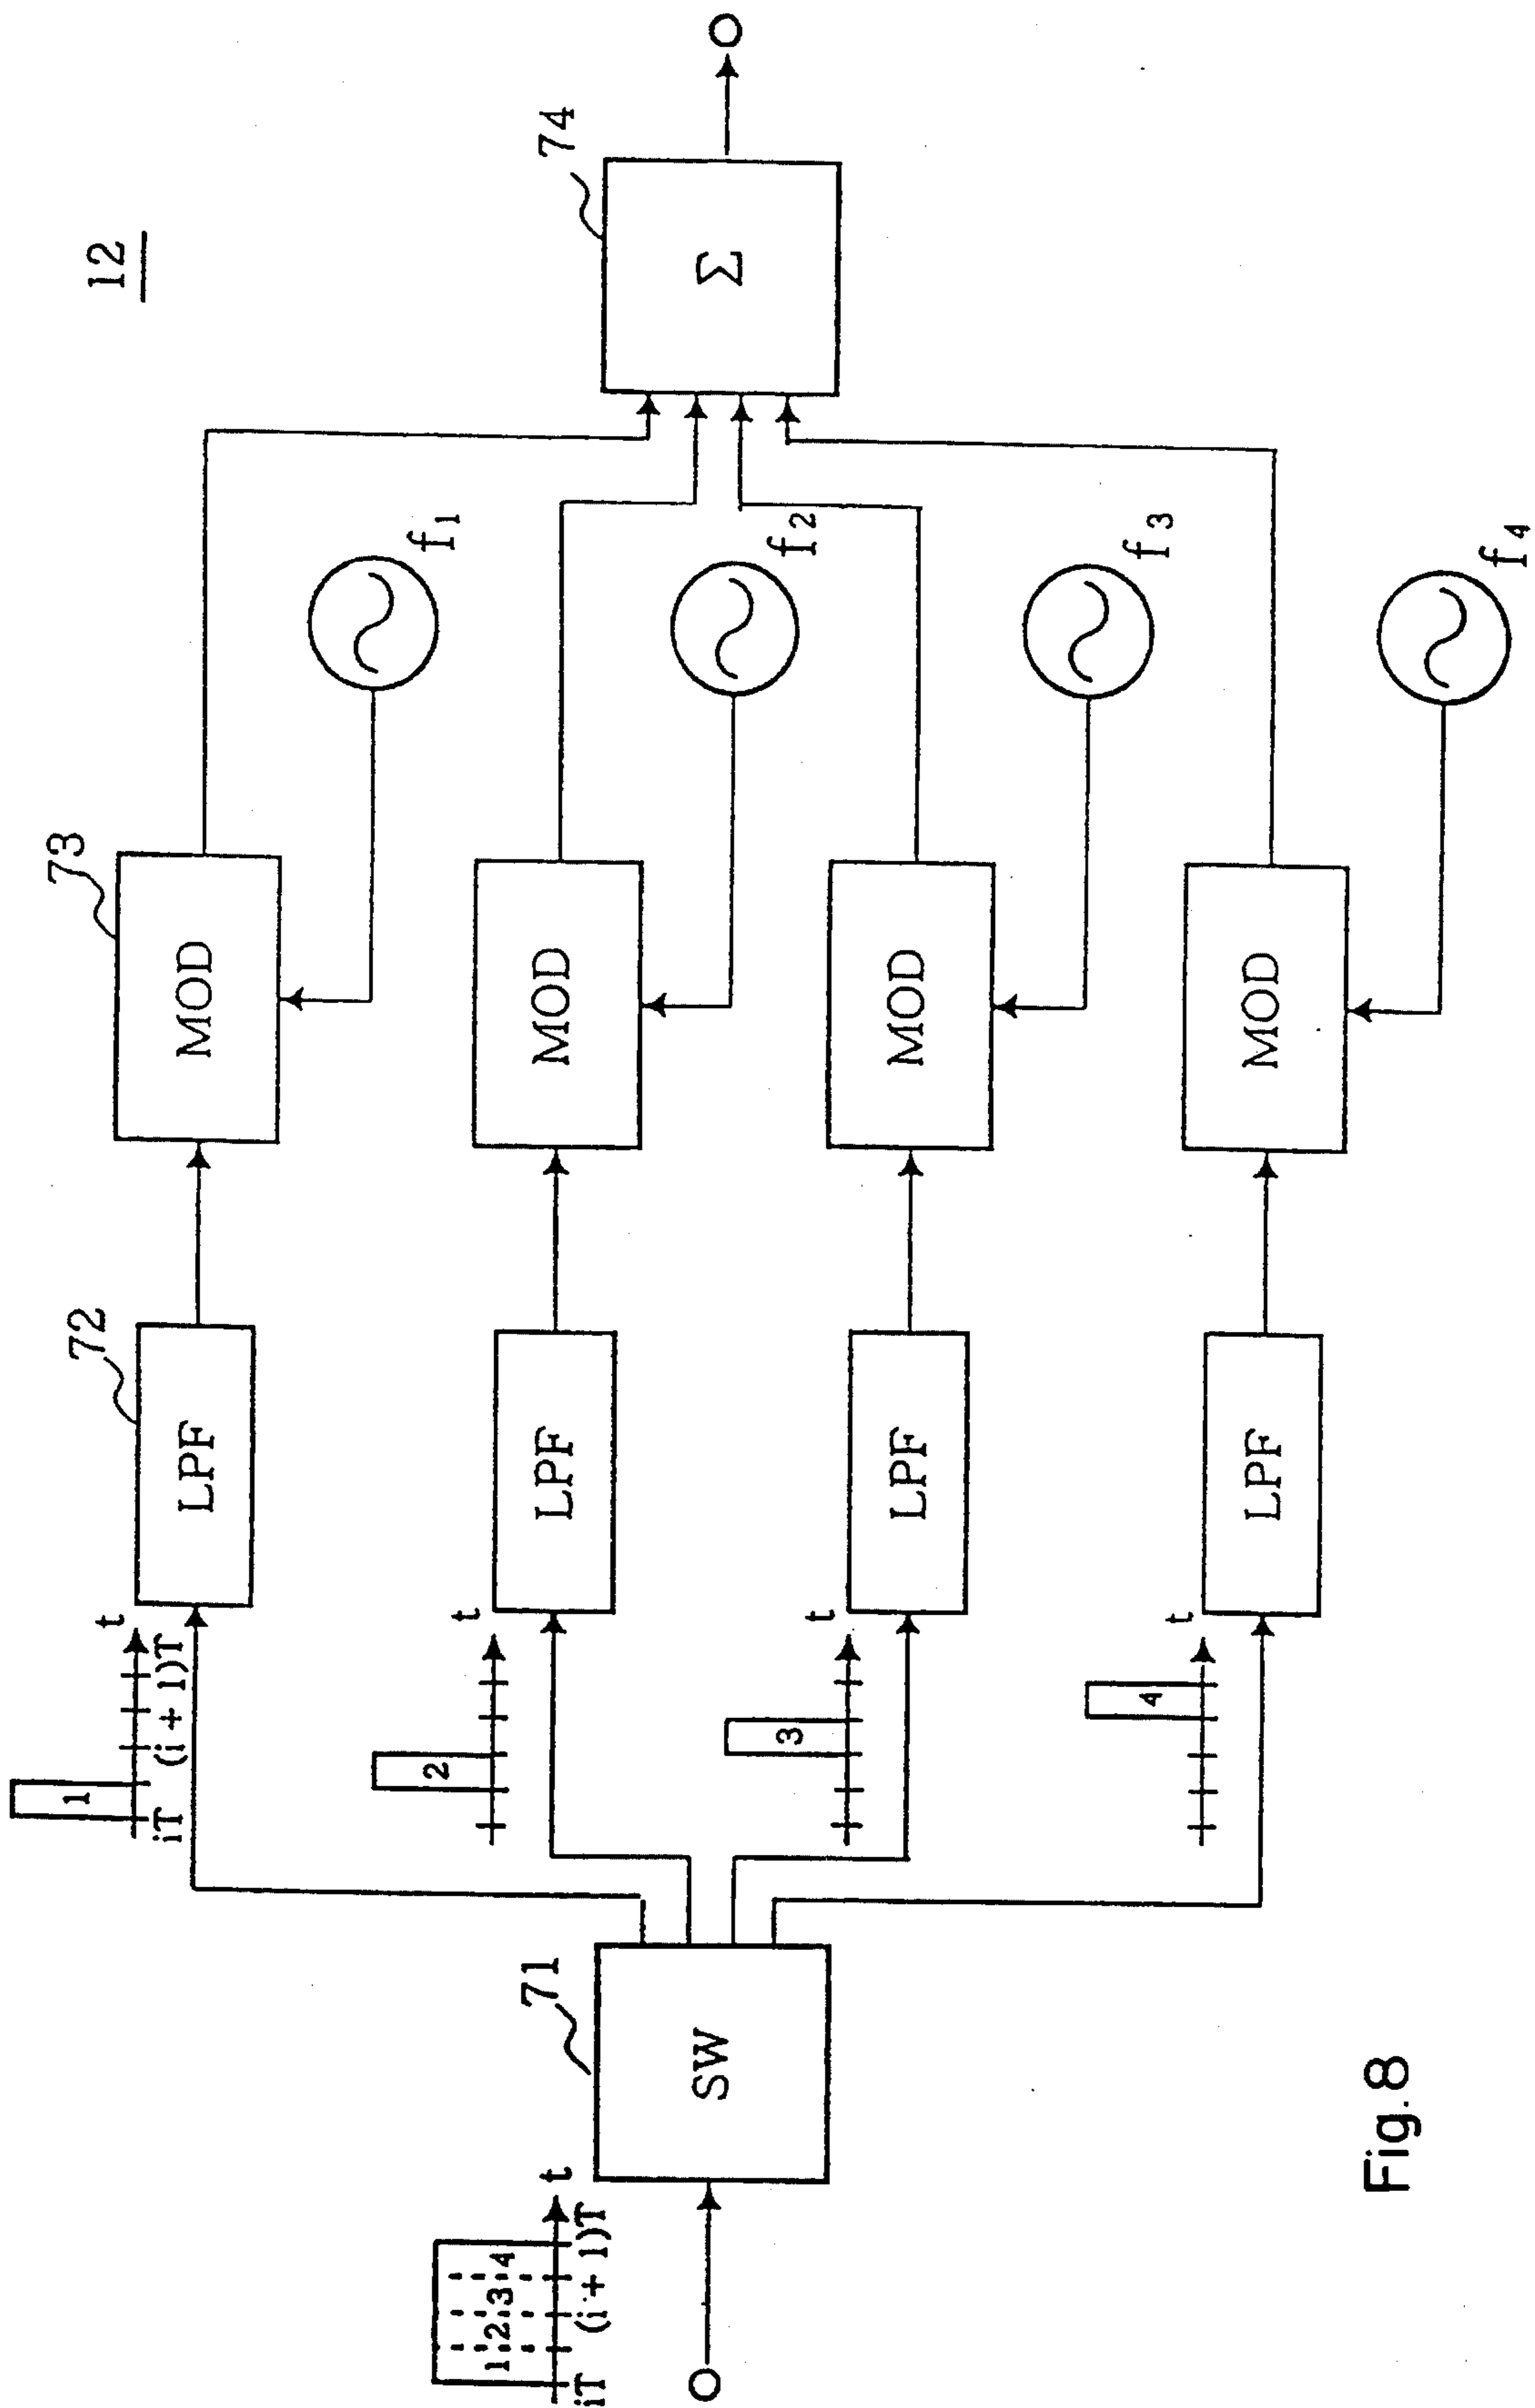 12
1
iT (i + 1)T
t
72
LPF
73
MOD
f1
1 2 3 4
iT (i + 1)T
t
71
SW
2
t
LPF
MOD
f2
74
Σ
3
t
LPF
MOD
f3
4
t
LPF
MOD
f4
Fig.8